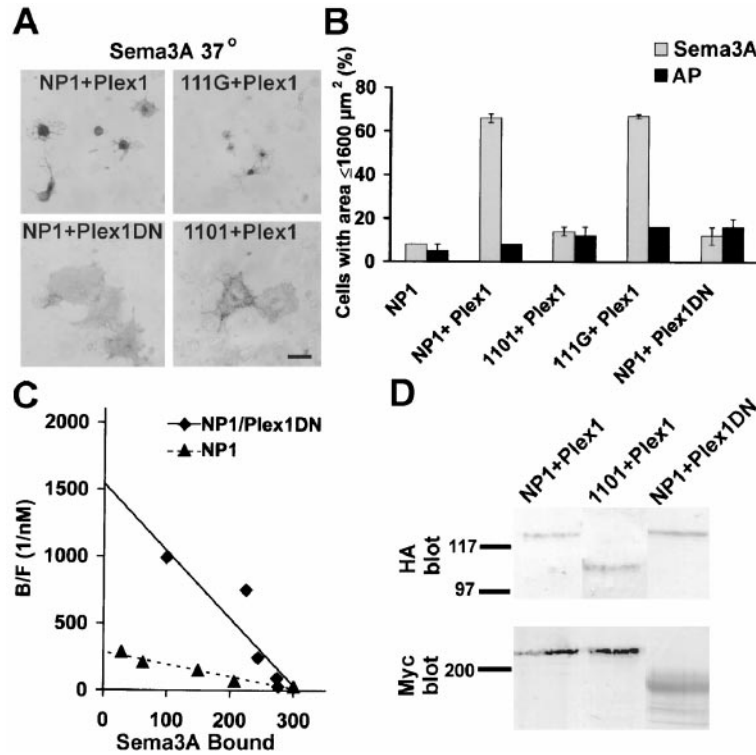 A
Sema3A 37°
NP1+Plex1
111G+Plex1
NP1+Plex1DN
1101+Plex1
B
Cells with area ≤1600 µm² (%)
80
60
40
20
0
Sema3A
AP
NP1
NP1+ Plex1
1101+ Plex1
111G+ Plex1
NP1+ Plex1DN
C
B/F (1/nM)
2000
1500
1000
500
0
NP1/Plex1DN
NP1
0 100 200 300
Sema3A Bound
D
NP1+Plex1
1101+Plex1
NP1+Plex1DN
117
97
HA blot
200
Myc blot